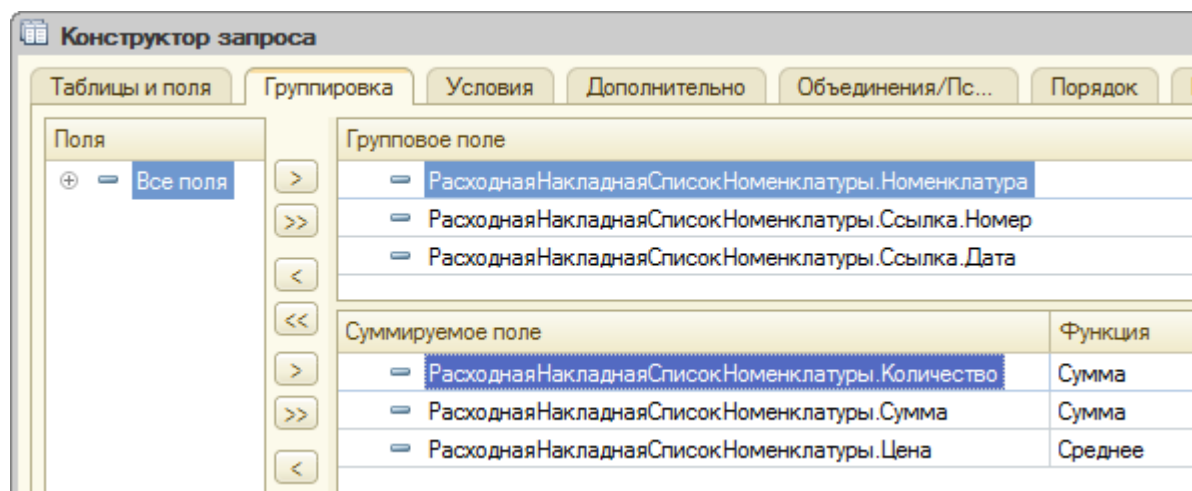 Конструктор запроса
Таблицы и поля Группировка Условия Дополнительно Объединения/Пс... Порядок
Поля Групповое поле
Все поля > РасходнаяНакладнаяСписокНоменклатуры.Номенклатура
>> РасходнаяНакладнаяСписокНоменклатуры.Ссылка.Номер
РасходнаяНакладнаяСписокНоменклатуры.Ссылка.Дата
<
<< Суммируемое поле Функция
> РасходнаяНакладнаяСписокНоменклатуры.Количество Сумма
>> РасходнаяНакладнаяСписокНоменклатуры.Сумма Сумма
РасходнаяНакладнаяСписокНоменклатуры.Цена Среднее
<